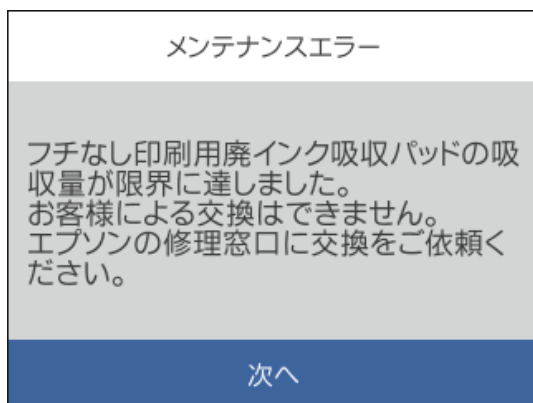 メンテナンスエラー
フチなし印刷用廃インク吸収パッドの吸
収量が限界に達しました。
お客様による交換はできません。
エプソンの修理窓口に交換をご依頼く
ださい。
次へ